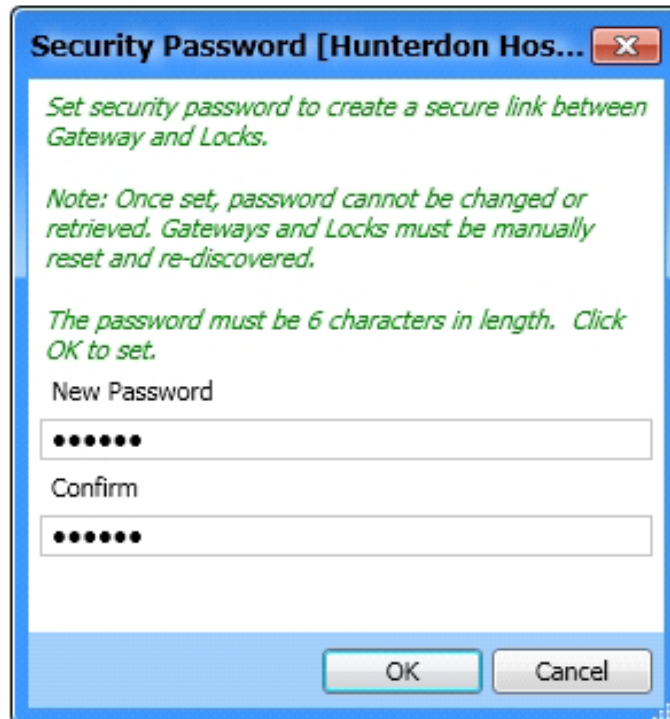 Security Password [Hunterdon Hos...
Set security password to create a secure link between
Gateway and Locks.
Note: Once set, password cannot be changed or
retrieved. Gateways and Locks must be manually
reset and re-discovered.
The password must be 6 characters in length.  Click
OK to set.
New Password
●●●●●●
Confirm
●●●●●●
OK
Cancel